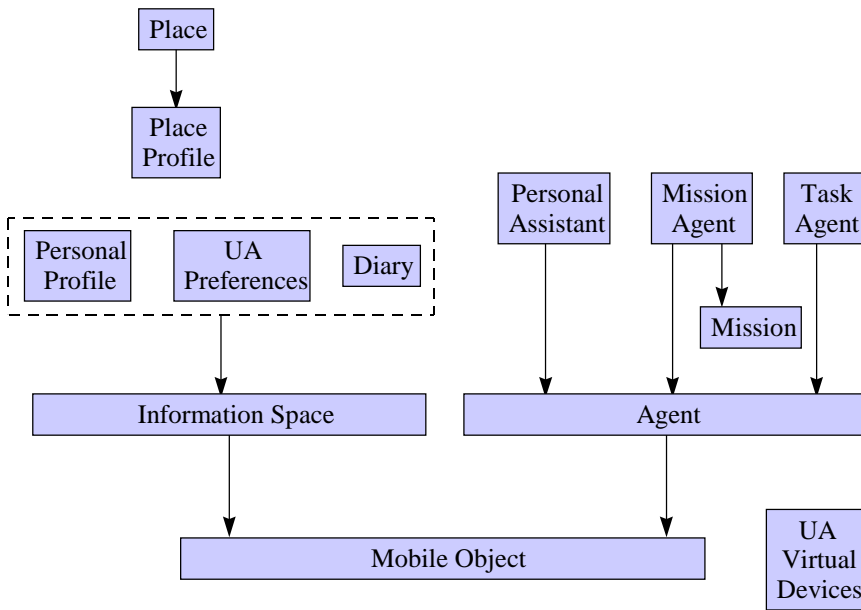 Place
Place
Profile
Personal
Assistant
Mission
Agent
Task
Agent
Personal
Profile
UA
Preferences
Diary
Mission
Information Space
Agent
Mobile Object
UA
Virtual
Devices